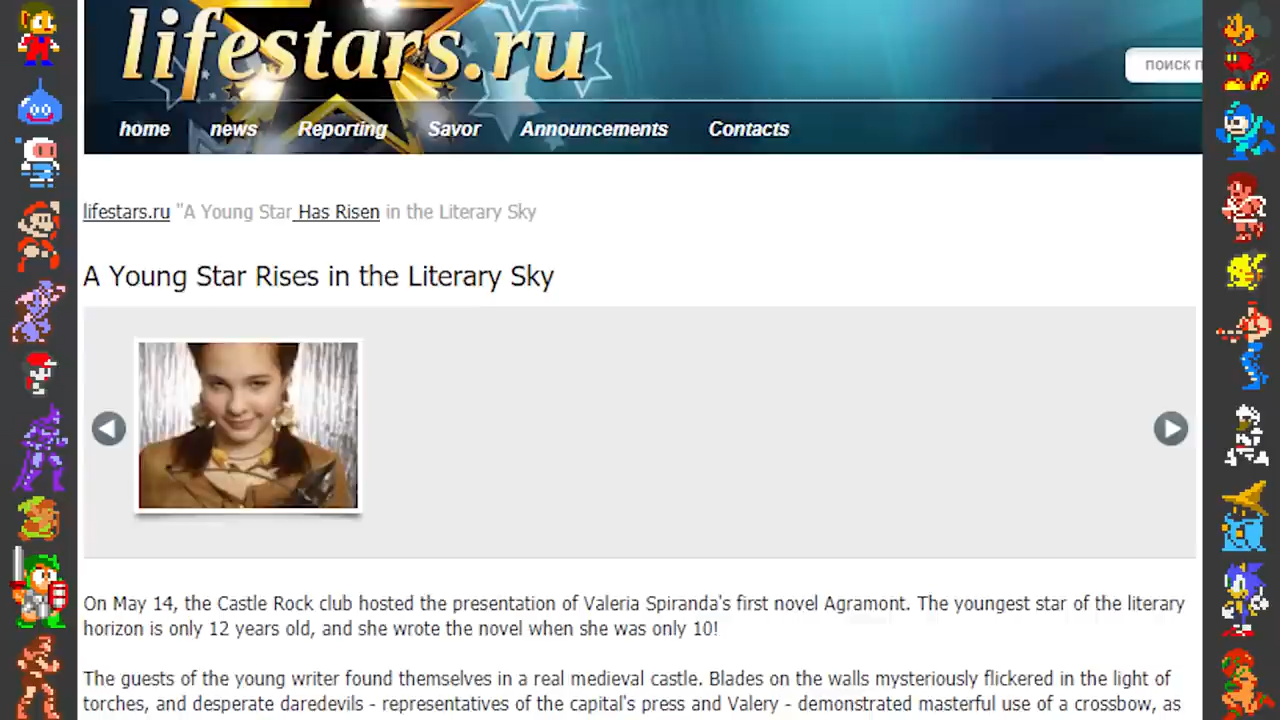 lifestars.ru
поиск п
home news Reporting Savor Announcements Contacts
lifestars.ru "A Young Star Has Risen in the Literary Sky
A Young Star Rises in the Literary Sky
On May 14, the Castle Rock club hosted the presentation of Valeria Spiranda's first novel Agramont. The youngest star of the literary
horizon is only 12 years old, and she wrote the novel when she was only 10!
The guests of the young writer found themselves in a real medieval castle. Blades on the walls mysteriously flickered in the light of
torches, and desperate daredevils - representatives of the capital's press and Valery - demonstrated masterful use of a crossbow, as